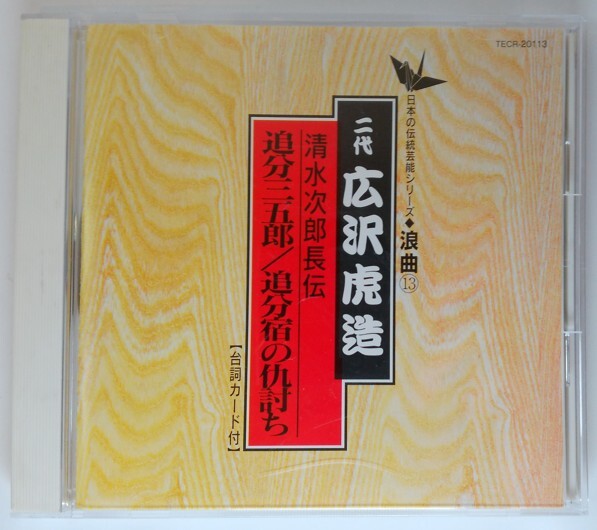 TECR-20113
日本の伝統芸能シリーズ◆浪曲⑬
二代 広沢虎造
清水次郎長伝
追分三五郎/追分宿の仇討ち
【台詞カード付】